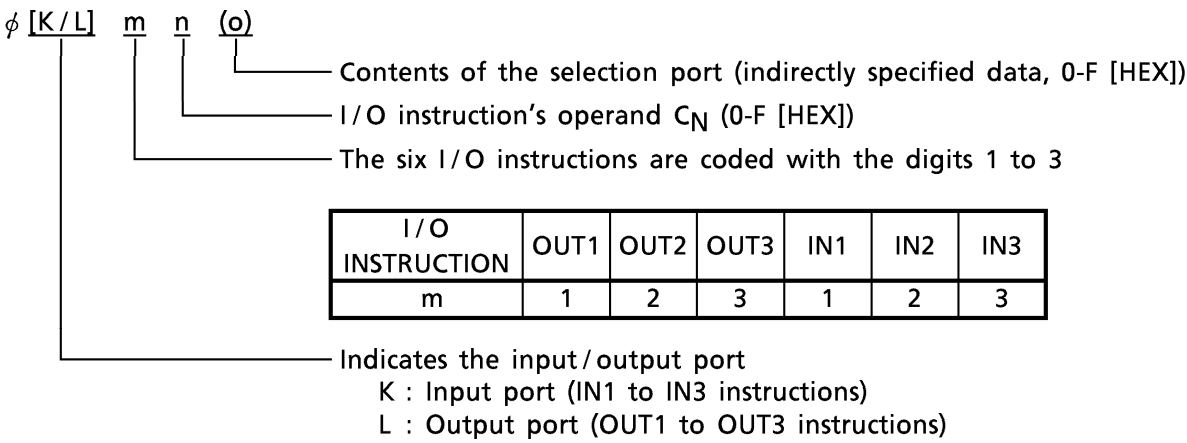 ϕ [K/L] m n (o)
Contents of the selection port (indirectly specified data, 0-F [HEX])
I/O instruction's operand CN (0-F [HEX])
The six I/O instructions are coded with the digits 1 to 3
I/O INSTRUCTION OUT1 OUT2 OUT3 IN1 IN2 IN3
m 1 2 3 1 2 3
Indicates the input/output port
K : Input port (IN1 to IN3 instructions)
L : Output port (OUT1 to OUT3 instructions)